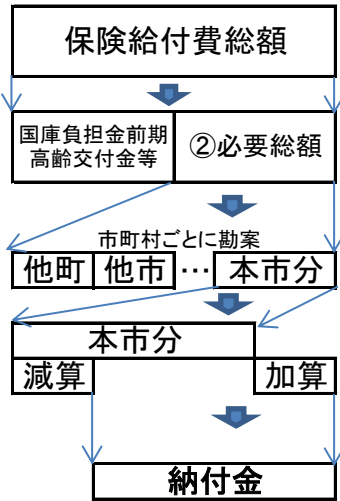 保険給付費総額
国庫負担金前期
高齢交付金等
②必要総額
市町村ごとに勘案
他町 他市 … 本市分
本市分
減算 加算
納付金